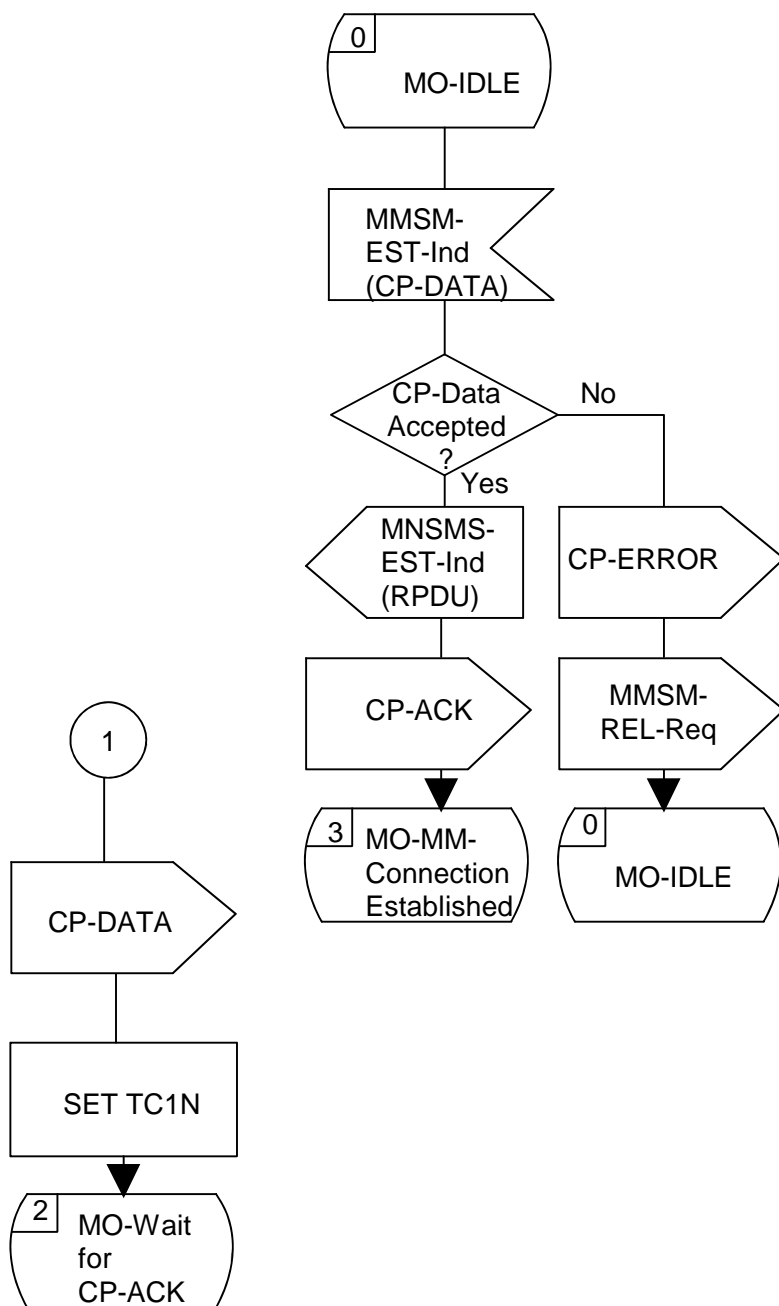 0
MO-IDLE
MMSM-
EST-Ind
(CP-DATA)
CP-Data
Accepted
?
No
Yes
MNSMS-
EST-Ind
(RPDU)
CP-ERROR
CP-ACK
MMSM-
REL-Req
3
MO-MM-
Connection
Established
0
MO-IDLE
1
CP-DATA
SET TC1N
2
MO-Wait
for
CP-ACK